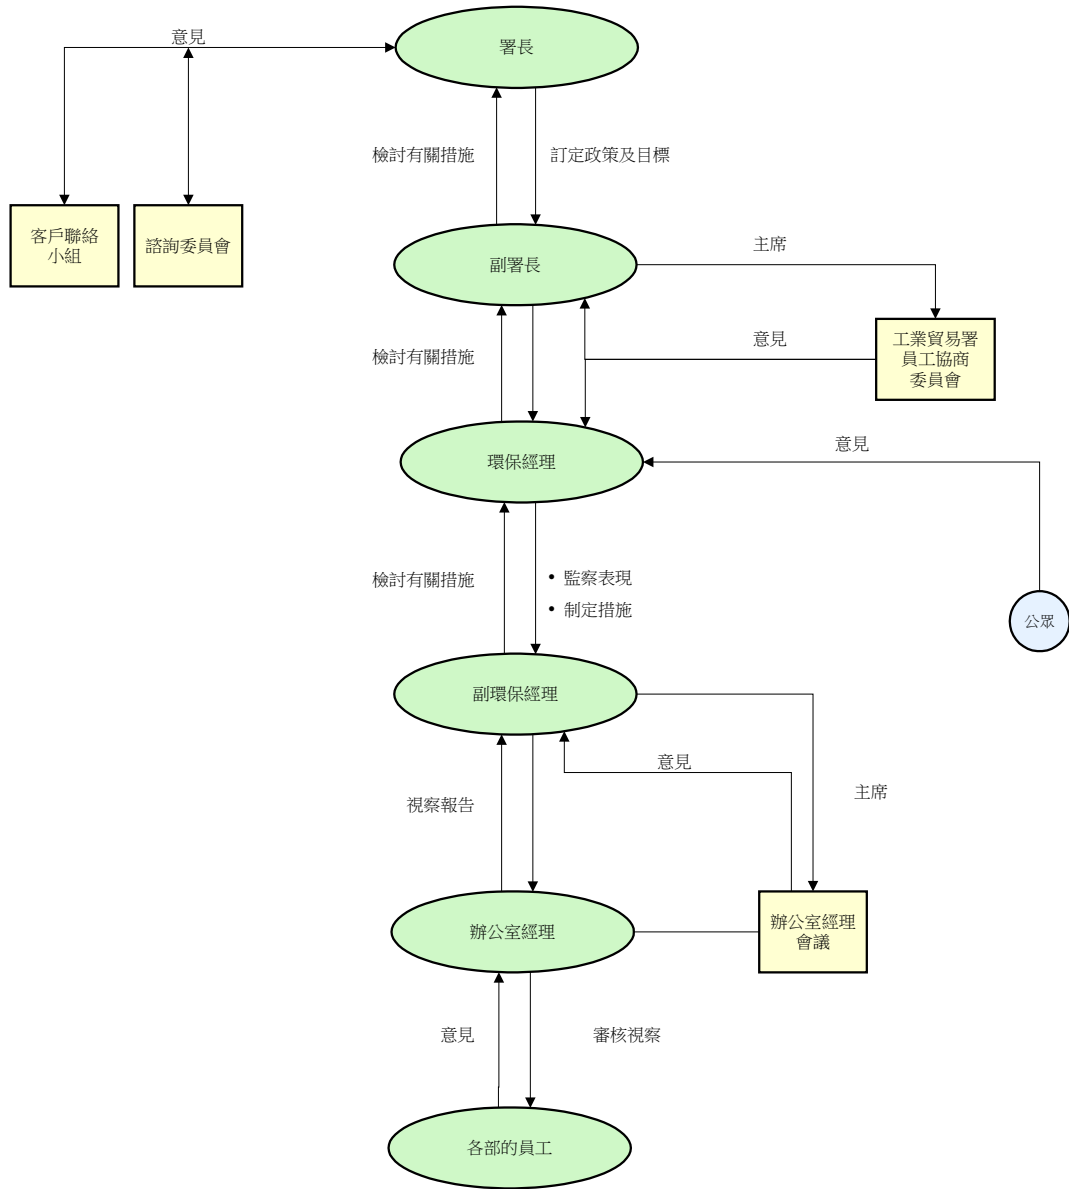 意見
署長
檢討有關措施
訂定政策及目標
客戶聯絡
小組
諮詢委員會
副署長
主席
檢討有關措施
意見
工業貿易署
員工協商
委員會
環保經理
意見
檢討有關措施
• 監察表現
• 制定措施
公眾
副環保經理
意見
主席
視察報告
辦公室經理
辦公室經理
會議
意見
審核視察
各部的員工